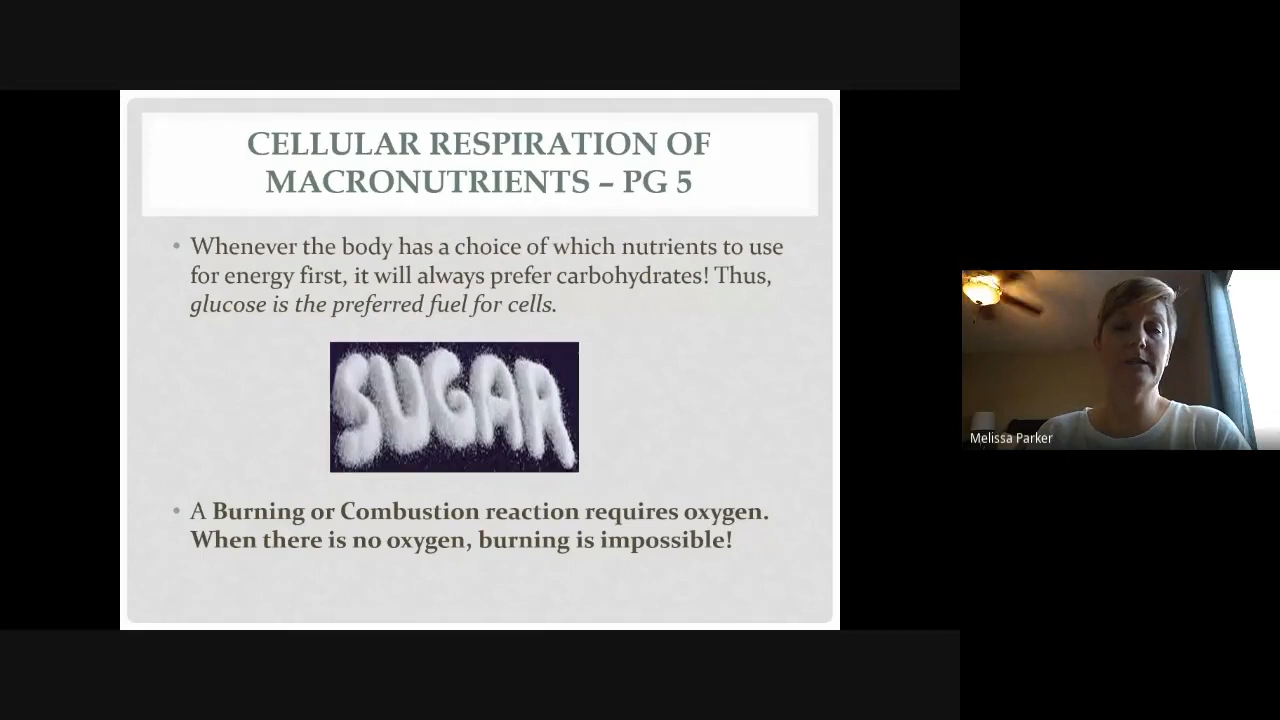 CELLULAR RESPIRATION OF
MACRONUTRIENTS – PG 5
• Whenever the body has a choice of which nutrients to use
for energy first, it will always prefer carbohydrates! Thus,
glucose is the preferred fuel for cells.
SUGAR
• A Burning or Combustion reaction requires oxygen.
When there is no oxygen, burning is impossible!
Melissa Parker